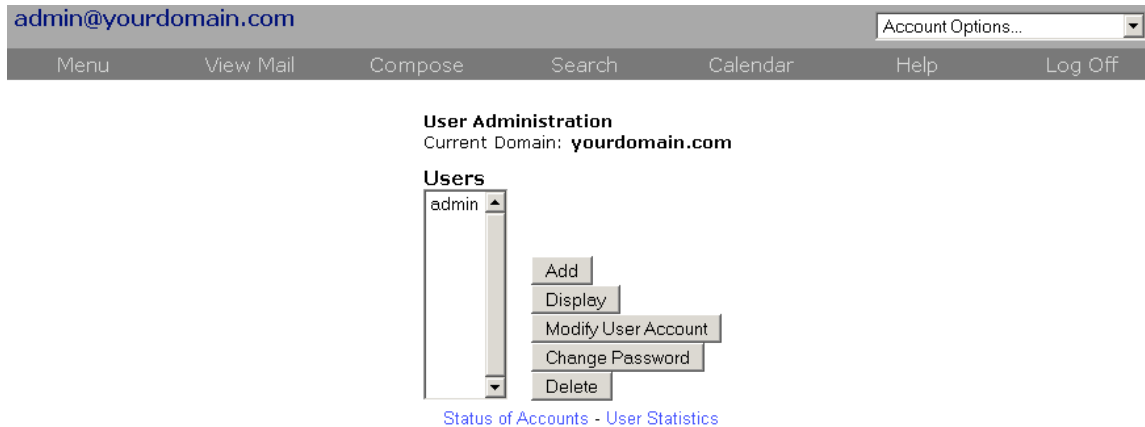 admin@yourdomain.com
Account Options...
Menu View Mail Compose Search Calendar Help Log Off
User Administration
Current Domain: yourdomain.com
Users
admin
Add
Display
Modify User Account
Change Password
Delete
Status of Accounts - User Statistics